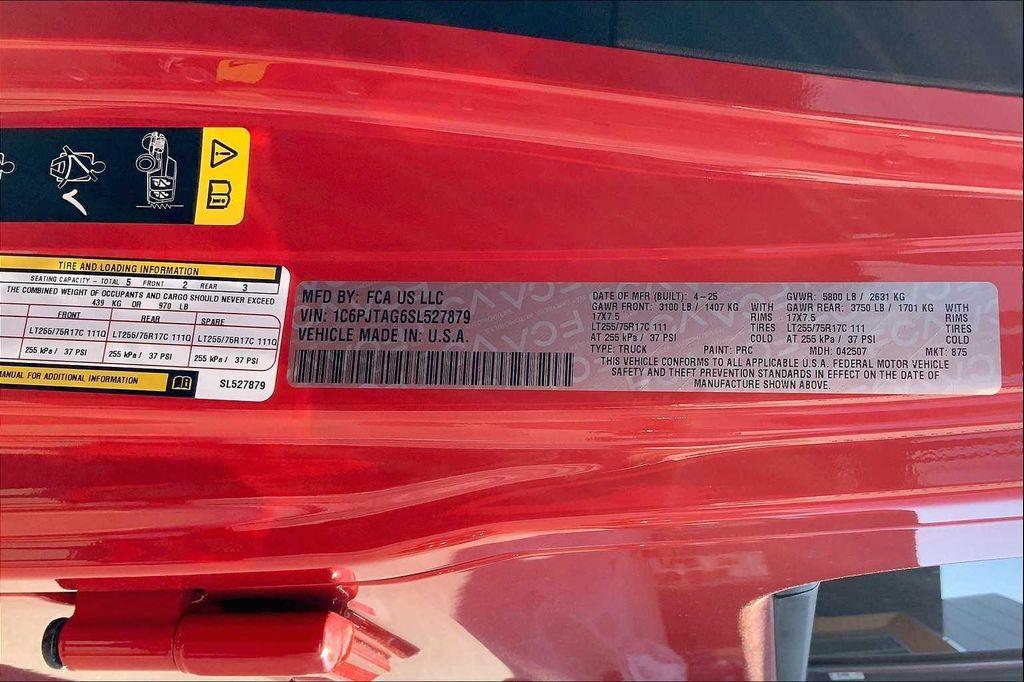 TIRE AND LOADING INFORMATION
SEATING CAPACITY - TOTAL 5 FRONT 2 REAR 3
THE COMBINED WEIGHT OF OCCUPANTS AND CARGO SHOULD NEVER EXCEED
439 KG OR 970 LB
FRONT REAR SPARE
LT255/75R17C 111Q LT255/75R17C 111Q LT255/75R17C 111Q
255 kPa / 37 PSI 255 kPa / 37 PSI 255 kPa / 37 PSI
MANUAL FOR ADDITIONAL INFORMATION
SL527879
MFD BY: FCA US LLC
VIN: 1C6PJTAG6SL527879
VEHICLE MADE IN: U.S.A.
DATE OF MFR (BUILT): 4-25 GVWR: 5800 LB / 2631 KG
GAWR FRONT: 3100 LB / 1407 KG WITH GAWR REAR: 3750 LB / 1701 KG WITH
17X7.5 RIMS 17X7.5 RIMS
LT255/75R17C 111 TIRES LT255/75R17C 111 TIRES
AT 255 kPa / 37 PSI COLD AT 255 kPa / 37 PSI COLD
TYPE: TRUCK PAINT: PRC MDH: 042507 MKT: 875
THIS VEHICLE CONFORMS TO ALL APPLICABLE U.S.A. FEDERAL MOTOR VEHICLE
SAFETY AND THEFT PREVENTION STANDARDS IN EFFECT ON THE DATE OF
MANUFACTURE SHOWN ABOVE.